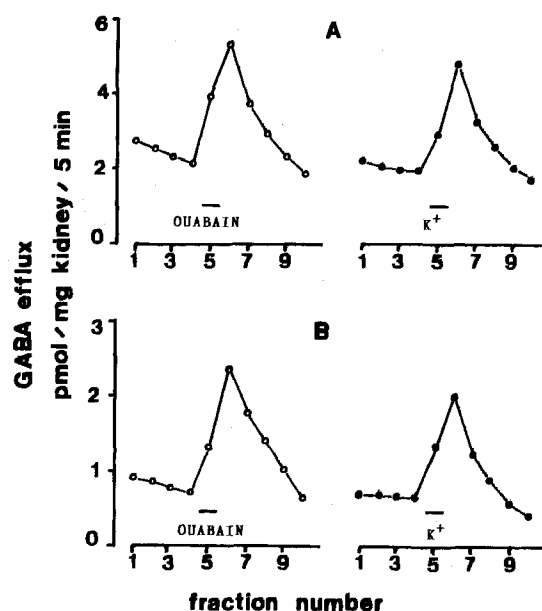 GABA efflux
pmol/mg kidney/5 min
A
6
4
2
0
OUABAIN
K+
1 3 5 7 9
1 3 5 7 9
B
3
2
1
0
OUABAIN
K+
1 3 5 7 9
1 3 5 7 9
fraction number